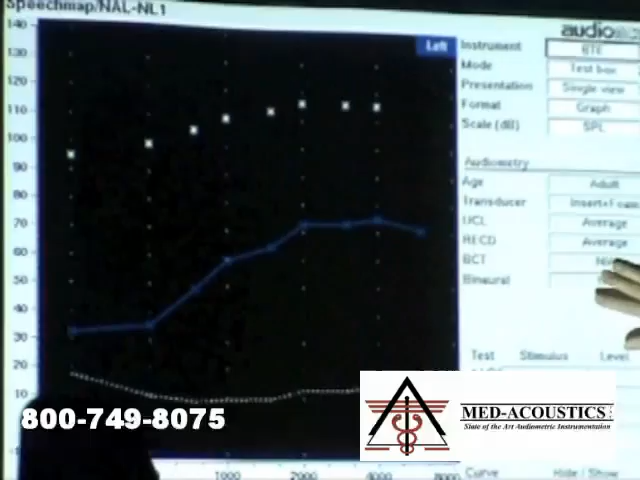 Speechmap/NAL-NL1
140
130
120
110
100
90
80
70
60
50
40
30
20
10
Left
1000
2000
4000
8000
Instrument BTE
Mode Test box
Presentation Single view
Format Graph
Scale (dB) SPL
Audiometry
Age Adult
Transducer
UCL Average
RECD Average
BCT
Binaural
Test Stimulus Level
Curve Hide / Show
800-749-8075
MED-ACOUSTICS
State of the Art Audiometric Instrumentation